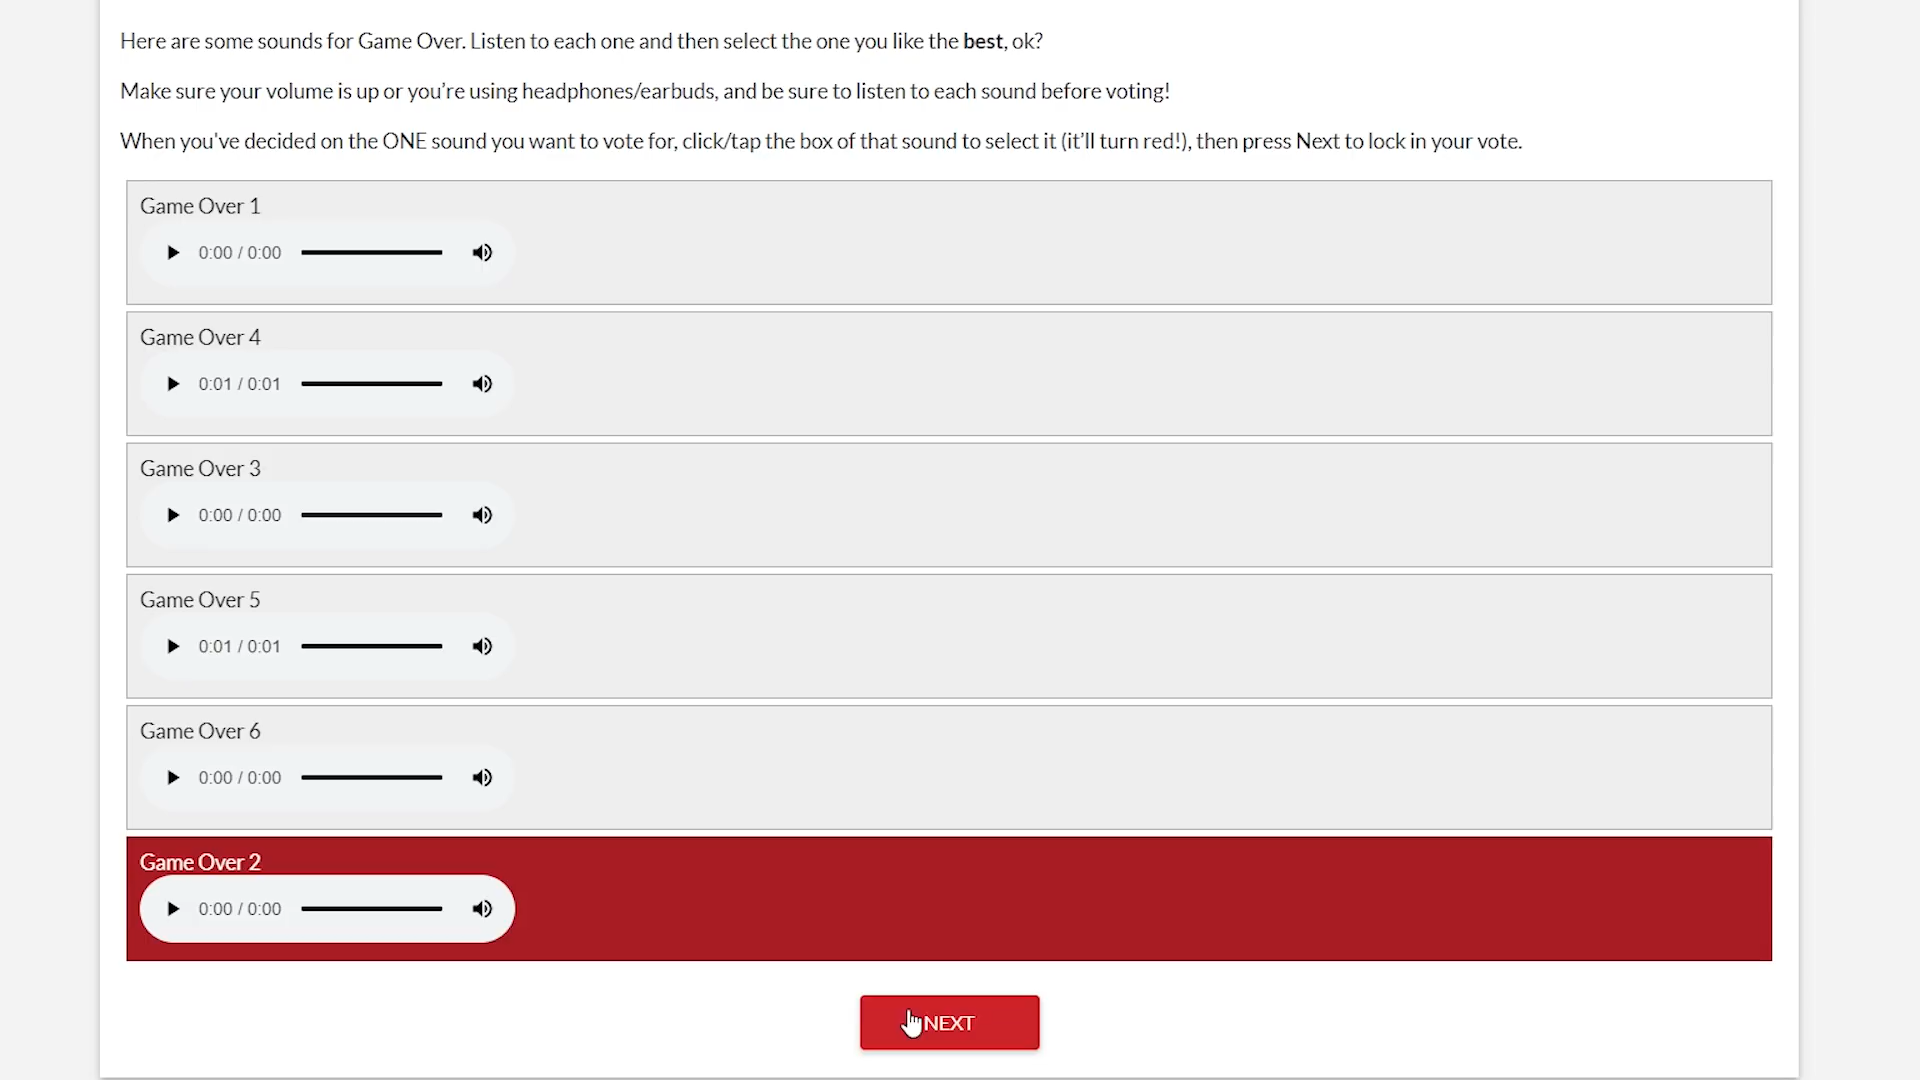 Here are some sounds for Game Over. Listen to each one and then select the one you like the best, ok?
Make sure your volume is up or you’re using headphones/earbuds, and be sure to listen to each sound before voting!
When you've decided on the ONE sound you want to vote for, click/tap the box of that sound to select it (it’ll turn red!), then press Next to lock in your vote.
Game Over 1
0:00 / 0:00
Game Over 4
0:01 / 0:01
Game Over 3
0:00 / 0:00
Game Over 5
0:01 / 0:01
Game Over 6
0:00 / 0:00
Game Over 2
0:00 / 0:00
NEXT